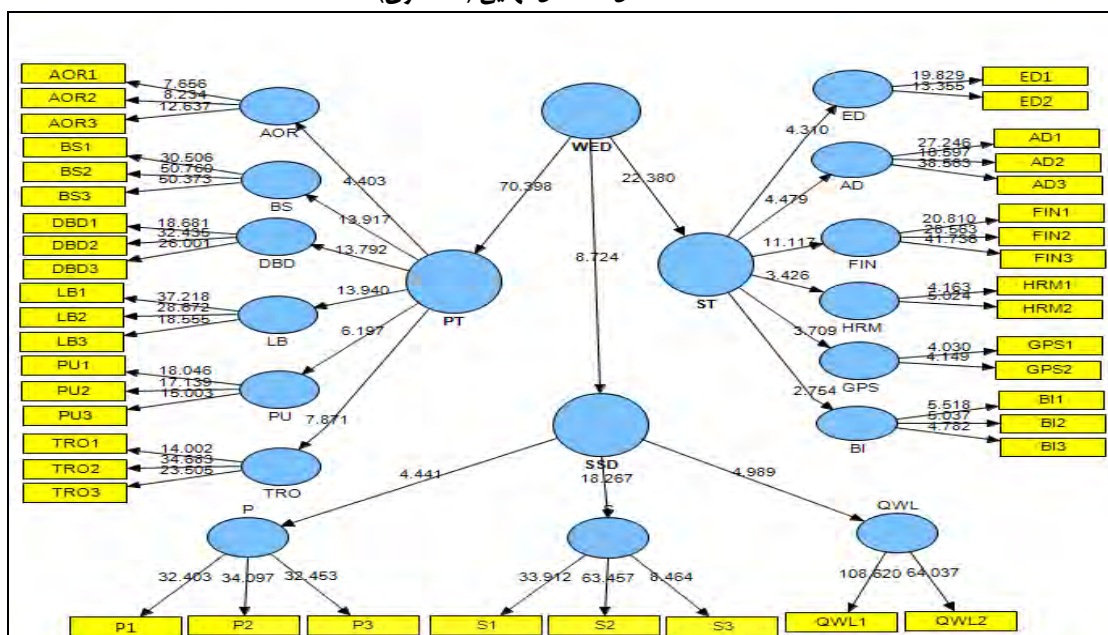 AOR1
AOR2
AOR3
BS1
BS2
BS3
DBD1
DBD2
DBD3
LB1
LB2
LB3
PU1
PU2
PU3
TRO1
TRO2
TRO3
7.656
8.234
12.637
30.506
50.760
50.373
18.681
32.435
26.001
37.218
28.672
18.555
18.046
17.139
15.003
14.002
34.683
23.505
AOR
BS
DBD
LB
PU
TRO
4.403
13.917
13.792
13.940
6.197
7.871
PT
WED
70.398
8.724
22.380
ST
4.310
4.479
11.117
3.426
3.709
2.754
ED
AD
FIN
HRM
GPS
BI
19.829
13.355
27.246
38.563
20.810
26.563
41.738
4.163
5.024
4.030
4.149
5.518
5.037
4.782
ED1
ED2
AD1
AD2
AD3
FIN1
FIN2
FIN3
HRM1
HRM2
GPS1
GPS2
BI1
BI2
BI3
SSD
4.441
18.267
4.989
P
QWL
32.403
34.097
32.453
33.912
63.457
8.464
108.620
64.037
P1
P2
P3
S1
S2
S3
QWL1
QWL2